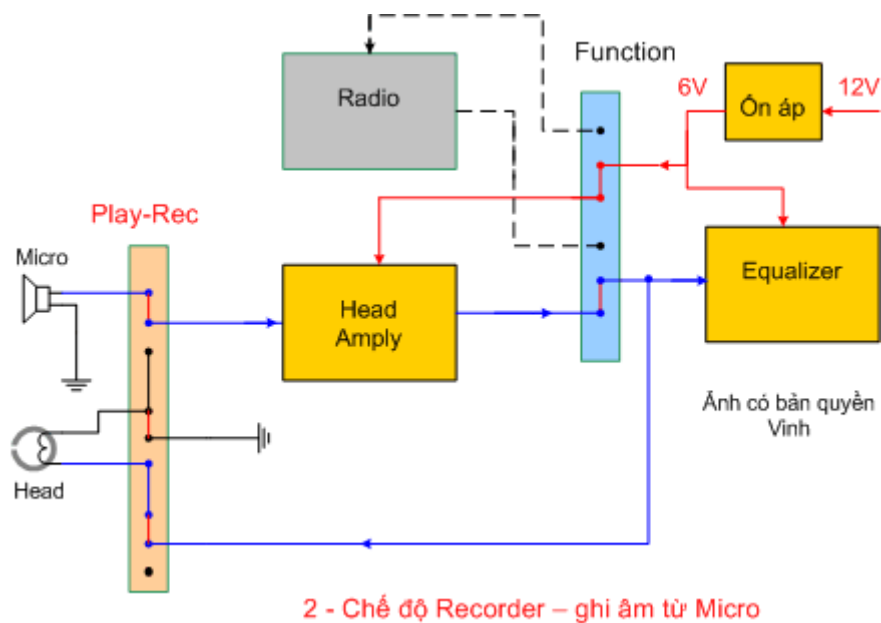 Function
Radio
6V
Ổn áp
12V
Play-Rec
Micro
Head
Amply
Equalizer
Ảnh có bản quyền
Vinh
Head
2 - Chế độ Recorder – ghi âm từ Micro